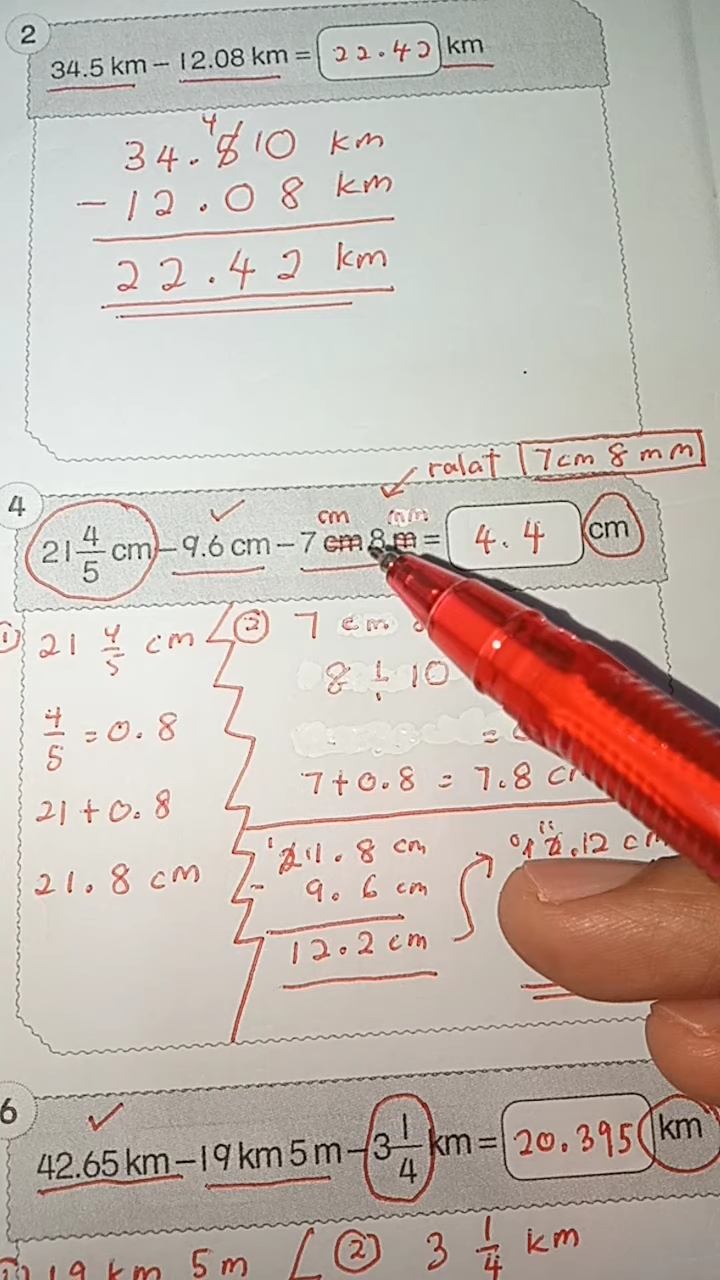 2
34.5 km – 12.08 km = 22.42 km
4
34.5 10 km
– 12.08 km
22.42 km
ralat 7cm 8mm
4
cm mm
21 4/5 cm – 9.6 cm – 7 cm 8 m = 4.4 cm
① 21 4/5 cm
4/5 = 0.8
21 + 0.8
21.8 cm
② 7 cm
8 ÷ 10
=
7 + 0.8 = 7.8 cm
21.8 cm
– 9.6 cm
12.2 cm
.12 cm
6
42.65 km – 19 km 5 m – 3 1/4 km = 20.395 km
19 km 5m
② 3 1/4 km